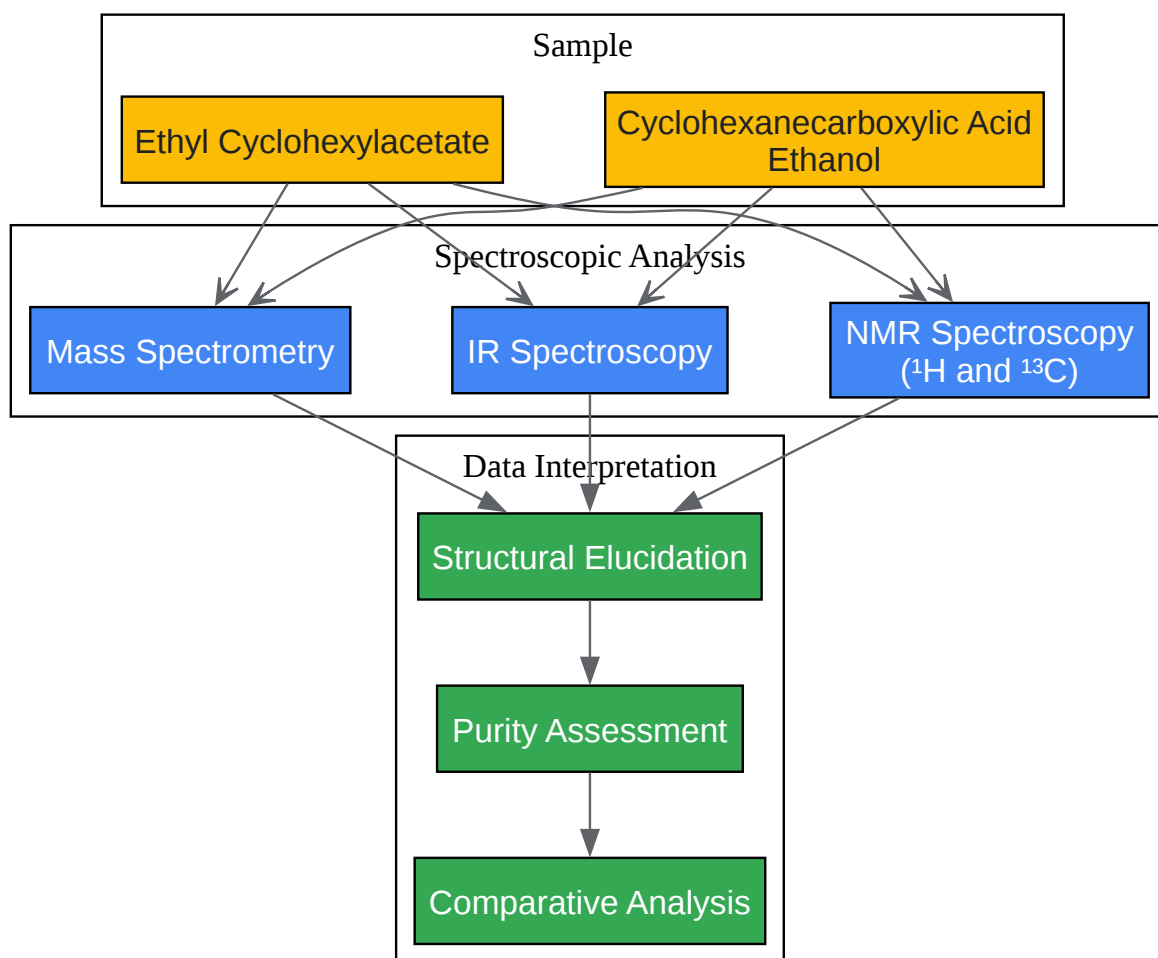 Sample
Ethyl Cyclohexylacetate
Cyclohexanecarboxylic Acid
Ethanol
Spectroscopic Analysis
Mass Spectrometry
IR Spectroscopy
NMR Spectroscopy
(¹H and ¹³C)
Data Interpretation
Structural Elucidation
Purity Assessment
Comparative Analysis